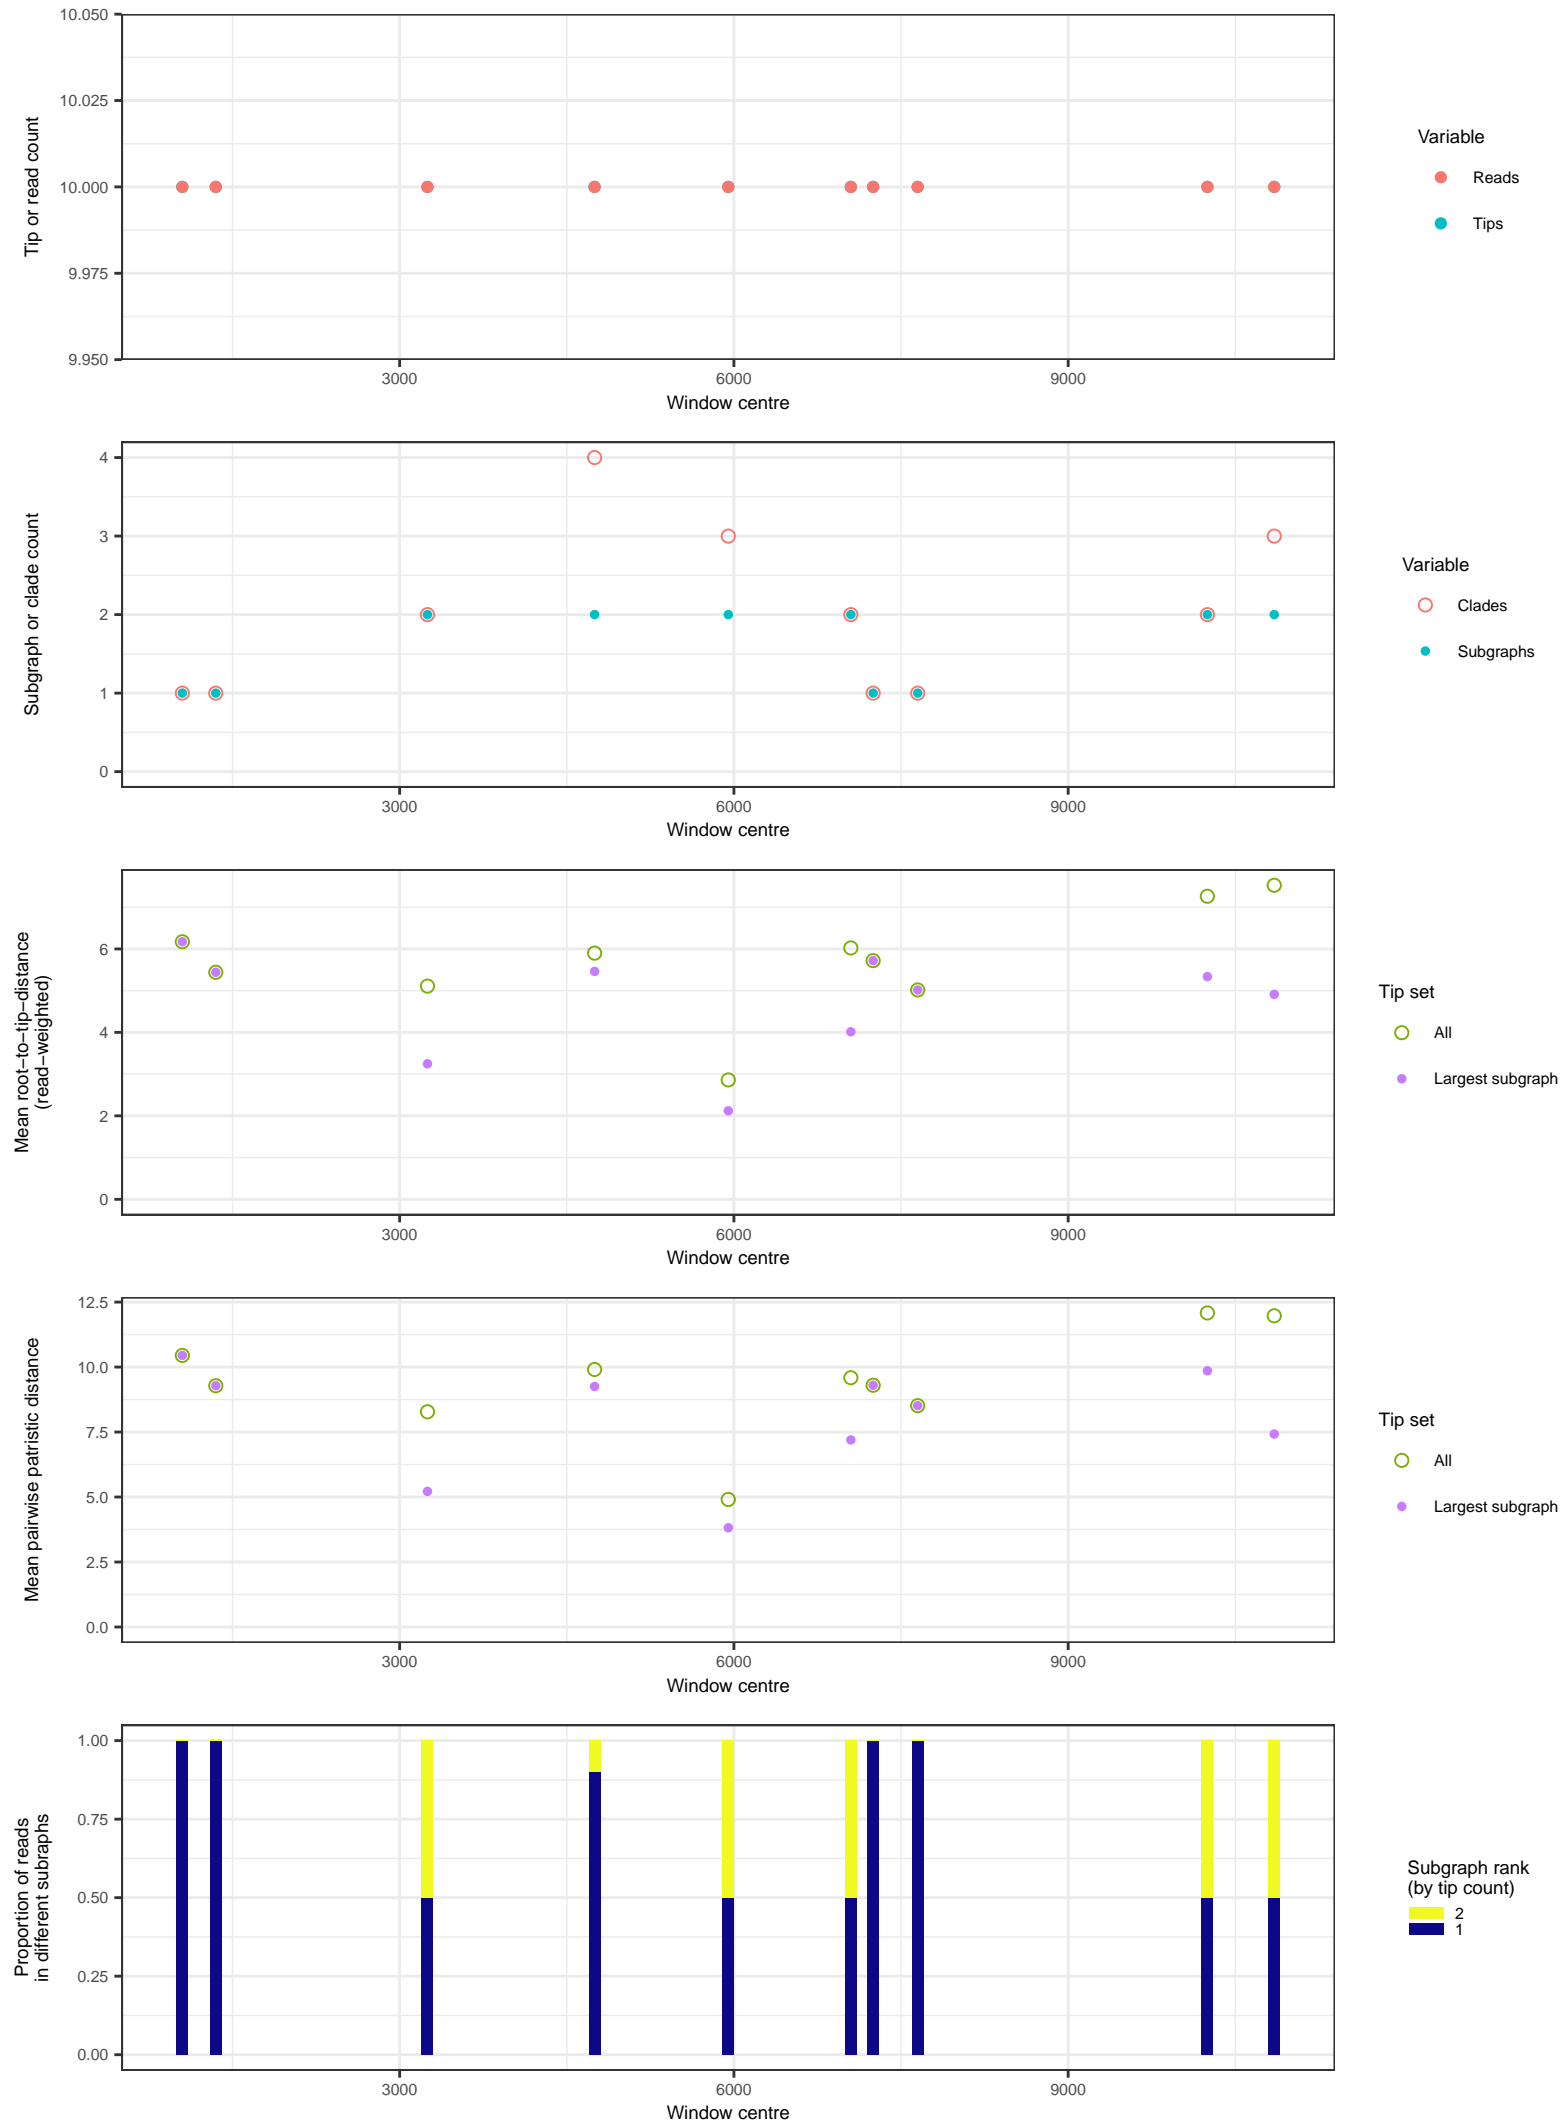 10.050
10.025
10.000
9.975
9.950
Tip or read count
3000 6000 9000
Window centre
Variable
Reads
Tips
4
3
2
1
0
Subgraph or clade count
3000 6000 9000
Window centre
Variable
Clades
Subgraphs
6
4
2
0
Mean root−to−tip−distance
(read−weighted)
3000 6000 9000
Window centre
Tip set
All
Largest subgraph
12.5
10.0
7.5
5.0
2.5
0.0
Mean pairwise patristic distance
3000 6000 9000
Window centre
Tip set
All
Largest subgraph
1.00
0.75
0.50
0.25
0.00
Proportion of reads
in different subraphs
3000 6000 9000
Window centre
Subgraph rank
(by tip count)
2
1